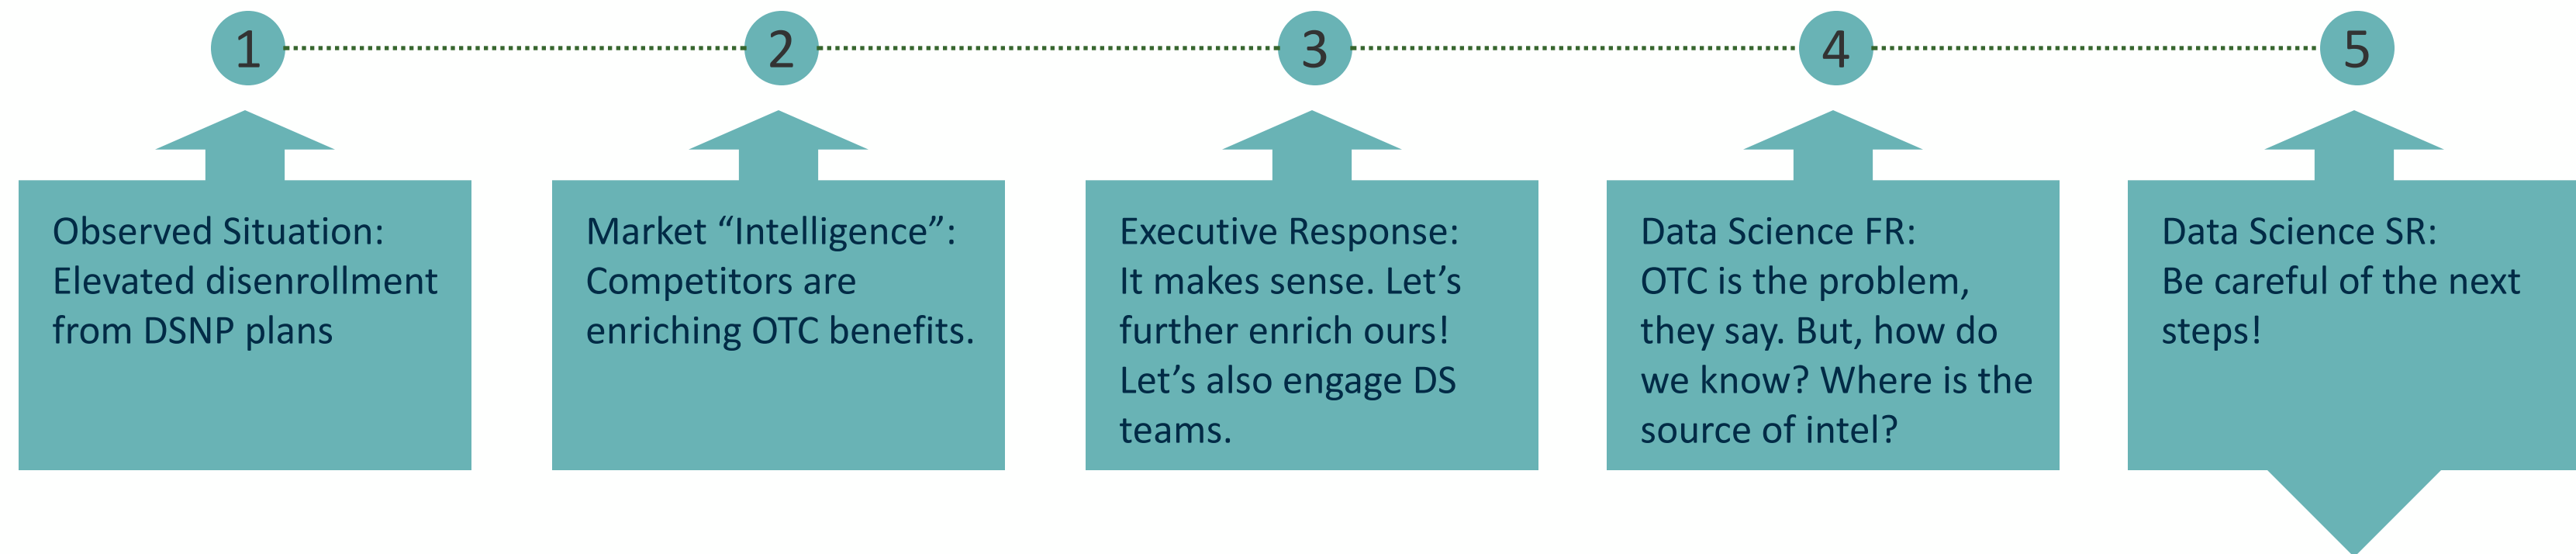 1
2
3
4
5
Observed Situation:
Elevated disenrollment
from DSNP plans
Market “Intelligence”:
Competitors are
enriching OTC benefits.
Executive Response:
It makes sense. Let’s
further enrich ours!
Let’s also engage DS
teams.
Data Science FR:
OTC is the problem,
they say. But, how do
we know? Where is the
source of intel?
Data Science SR:
Be careful of the next
steps!